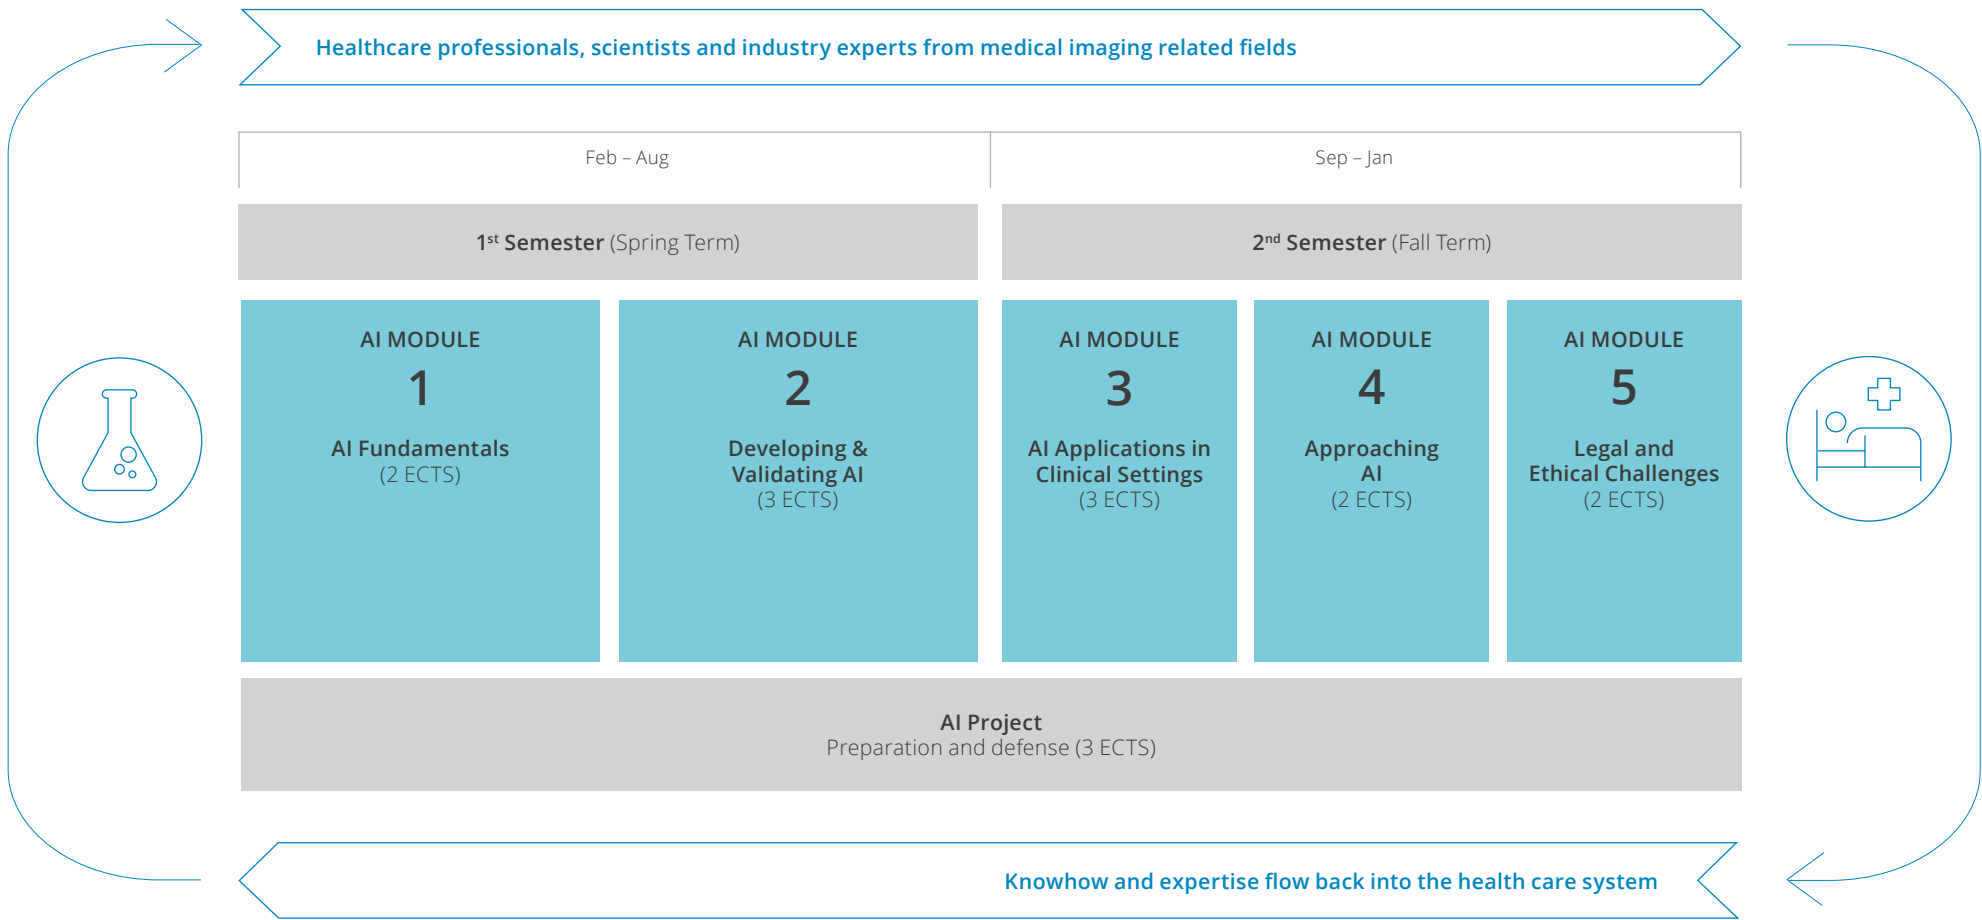 Healthcare professionals, scientists and industry experts from medical imaging related fields
Feb – Aug
Sep – Jan
1st Semester (Spring Term)
2nd Semester (Fall Term)
AI MODULE
1
AI Fundamentals
(2 ECTS)
AI MODULE
2
Developing &
Validating AI
(3 ECTS)
AI MODULE
3
AI Applications in
Clinical Settings
(3 ECTS)
AI MODULE
4
Approaching
AI
(2 ECTS)
AI MODULE
5
Legal and
Ethical Challenges
(2 ECTS)
AI Project
Preparation and defense (3 ECTS)
Knowhow and expertise flow back into the health care system